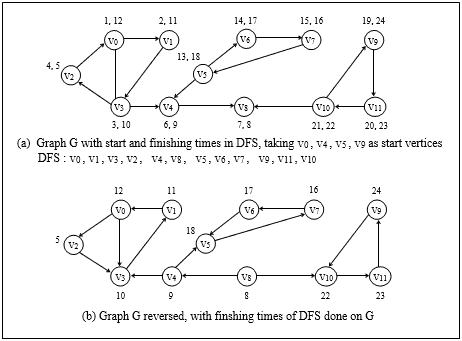 1, 12 2, 11 14, 17 15, 16 19, 24
V0 V1 V6 V7 V9
13, 18
4, 5 V2 V5
V3 V4 V8 V10 V11
3, 10 6, 9 7, 8 21, 22 20, 23
(a) Graph G with start and finishing times in DFS, taking V0 , V4 , V5 , V9 as start vertices
DFS : V0 , V1 , V3 , V2 , V4 , V8 , V5 , V6 , V7 , V9 , V11 , V10
12 11 17 16 24
V0 V1 V6 V7 V9
18
5 V2 V5
V3 V4 V8 V10 V11
10 9 8 22 23
(b) Graph G reversed, with finshing times of DFS done on G